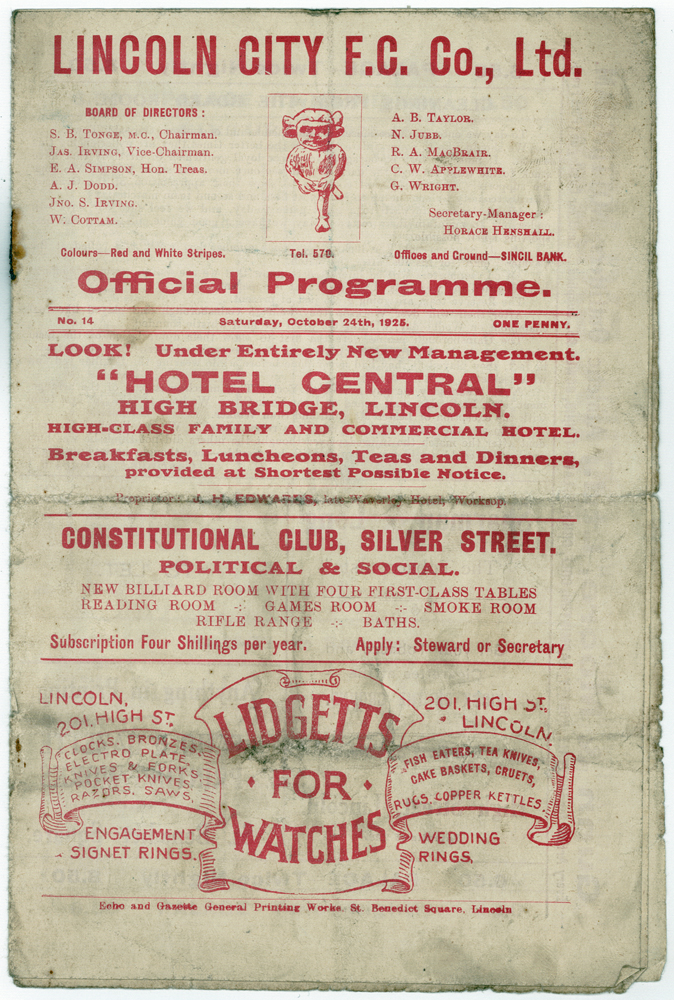 LINCOLN CITY F.C. Co., Ltd.
BOARD OF DIRECTORS :
S. B. TONGE, M.C., Chairman.
JAS. IRVING, Vice-Chairman.
E. A. SIMPSON, Hon. Treas.
A. J. DODD.
JNO. S. IRVING.
W. COTTAM.
A. B. TAYLOR.
N. JUBB.
R. A. MACBRAIR.
C. W. APPLEWHITE.
G. WRIGHT.
Secretary-Manager :
HORACE HENSHALL.
Colours—Red and White Stripes. Tel. 570. Offices and Ground—SINCIL BANK.
Official Programme.
No. 14 Saturday, October 24th, 1925. ONE PENNY.
LOOK! Under Entirely New Management.
"HOTEL CENTRAL"
HIGH BRIDGE, LINCOLN.
HIGH-CLASS FAMILY AND COMMERCIAL HOTEL.
Breakfasts, Luncheons, Teas and Dinners,
provided at Shortest Possible Notice.
Proprietor: J. H. EDWARDS, late Waverley Hotel, Worksop.
CONSTITUTIONAL CLUB, SILVER STREET.
POLITICAL & SOCIAL.
NEW BILLIARD ROOM WITH FOUR FIRST-CLASS TABLES
READING ROOM -:- GAMES ROOM -:- SMOKE ROOM
RIFLE RANGE -:- BATHS.
Subscription Four Shillings per year. Apply: Steward or Secretary
LINCOLN,
201, HIGH ST.
CLOCKS, BRONZES,
ELECTRO PLATE,
KNIVES & FORKS,
POCKET KNIVES,
RAZORS, SAWS,
ENGAGEMENT
SIGNET RINGS.
LIDGETTS
FOR
WATCHES
201, HIGH ST,
LINCOLN
FISH EATERS, TEA KNIVES,
CAKE BASKETS, CRUETS,
RUGS, COPPER KETTLES,
WEDDING
RINGS,
Echo and Gazette General Printing Works, St. Benedict Square, Lincoln